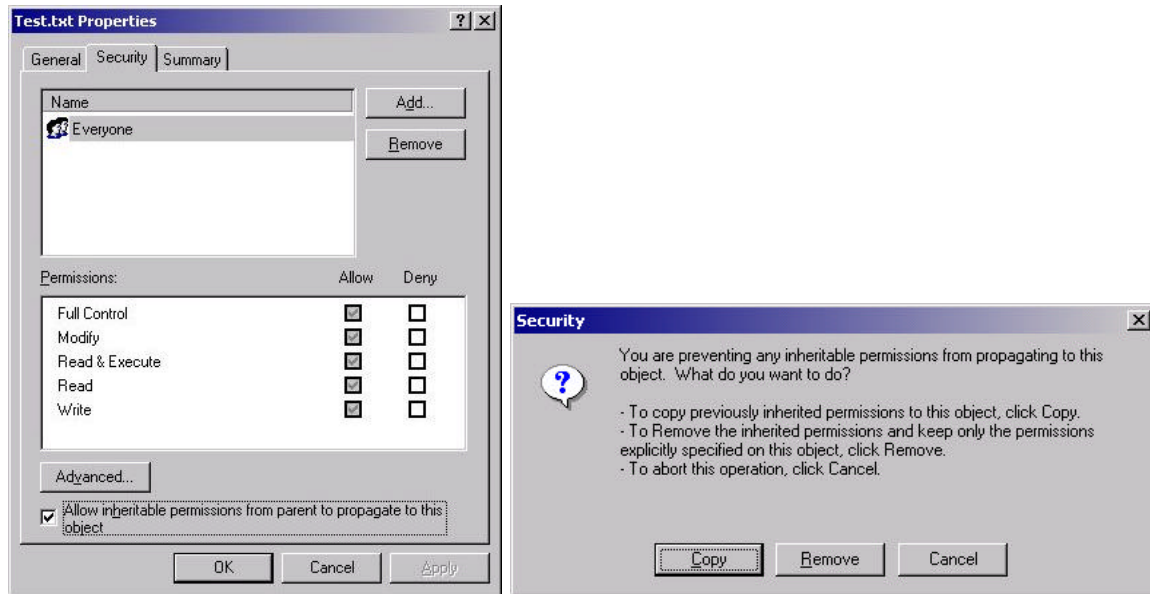 Test.txt Properties
General Security Summary
Name
Add...
Everyone
Remove
Permissions: Allow Deny
Full Control
Modify
Read & Execute
Read
Write
Advanced...
Allow inheritable permissions from parent to propagate to this
object
OK Cancel Apply
Security
You are preventing any inheritable permissions from propagating to this
object. What do you want to do?
- To copy previously inherited permissions to this object, click Copy.
- To Remove the inherited permissions and keep only the permissions
explicitly specified on this object, click Remove.
- To abort this operation, click Cancel.
Copy Remove Cancel